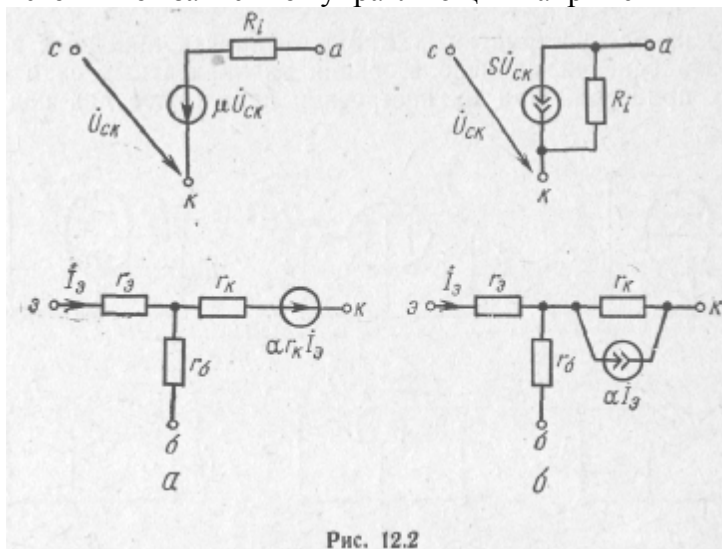 R_i
c
a
μU̇_ск
U̇_ск
к
c
a
SU̇_ск
R_i
U̇_ск
к
İ_э
r_э
r_к
э
к
αr_кİ_э
r_б
б
а
İ_э
r_э
r_к
э
к
r_б
αİ_э
б
б
Рис. 12.2